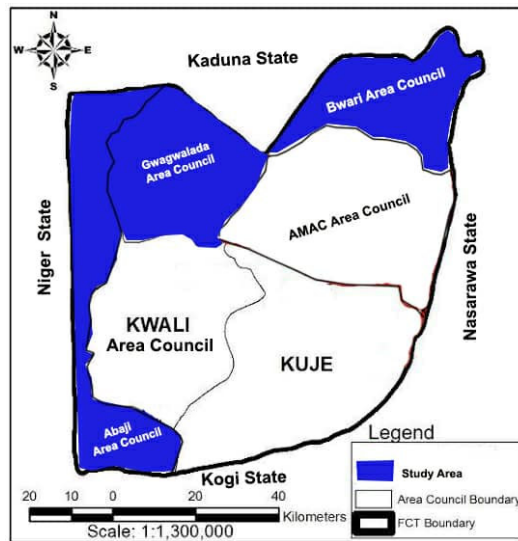 N
W E
S
Kaduna State
Bwari Area Council
Gwagwalada
Area Council
AMAC Area Council
Niger State
Nasarawa State
KWALI
Area Council
KUJE
Abaji
Area Council
Kogi State
Legend
Study Area
Area Council Boundary
FCT Boundary
20 10 0 20 40
Kilometers
Scale: 1:1,300,000